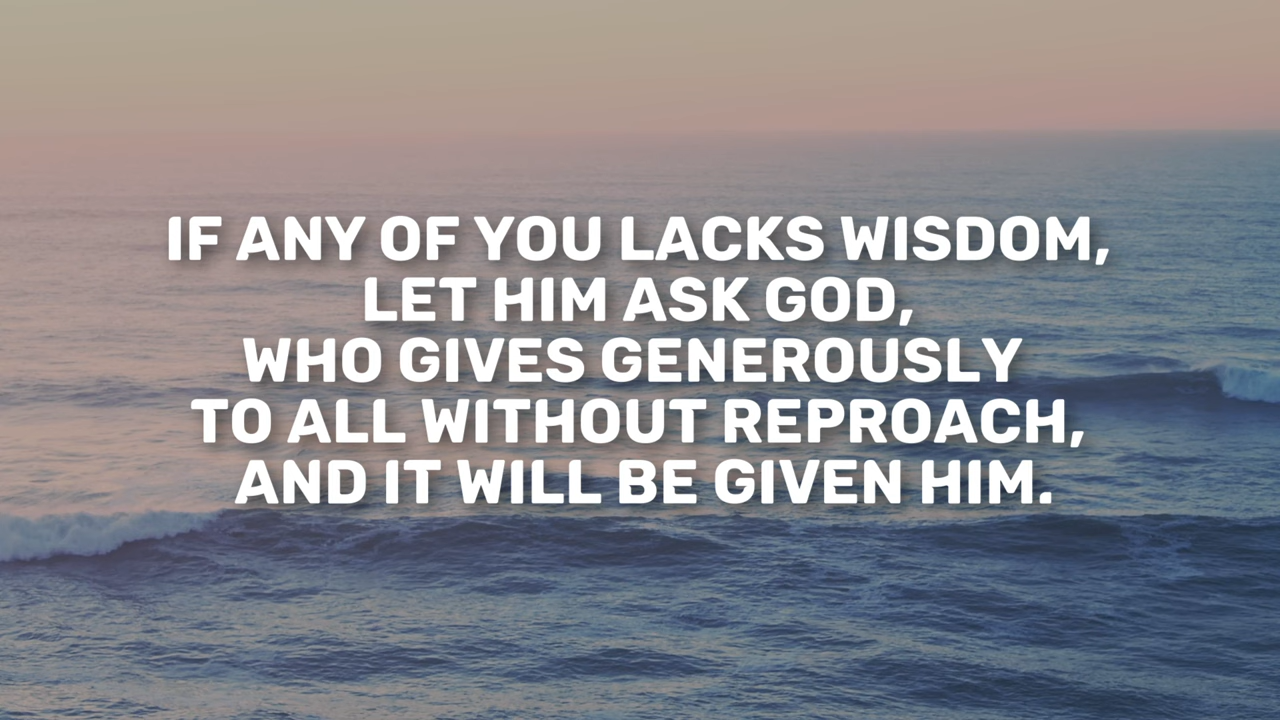 IF ANY OF YOU LACKS WISDOM,
LET HIM ASK GOD,
WHO GIVES GENEROUSLY
TO ALL WITHOUT REPROACH,
AND IT WILL BE GIVEN HIM.